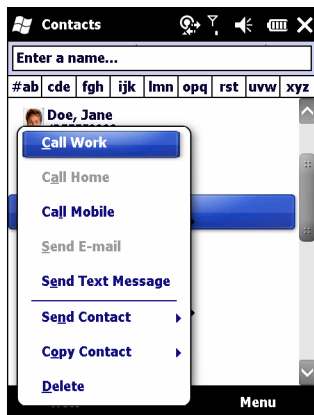 Contacts
Enter a name...
#ab cde fgh ijk lmn opq rst uvw xyz
Doe, Jane
Call Work
Call Home
Call Mobile
Send E-mail
Send Text Message
Send Contact
Copy Contact
Delete
Menu